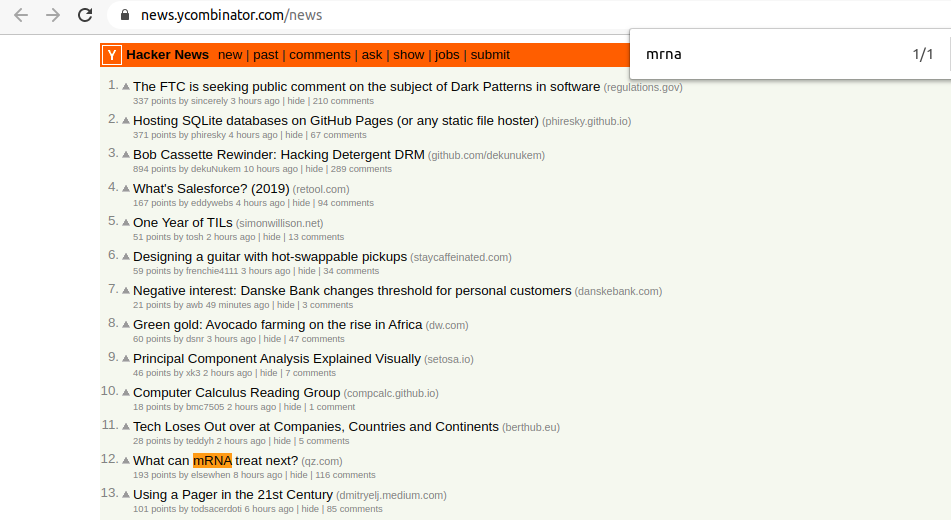 news.ycombinator.com/news
mrna 1/1
Y Hacker News new | past | comments | ask | show | jobs | submit
1. The FTC is seeking public comment on the subject of Dark Patterns in software (regulations.gov)
337 points by sincerely 3 hours ago | hide | 210 comments
2. Hosting SQLite databases on GitHub Pages (or any static file hoster) (phiresky.github.io)
371 points by phiresky 4 hours ago | hide | 67 comments
3. Bob Cassette Rewinder: Hacking Detergent DRM (github.com/dekunukem)
894 points by dekuNukem 10 hours ago | hide | 289 comments
4. What's Salesforce? (2019) (retool.com)
167 points by eddywebs 4 hours ago | hide | 94 comments
5. One Year of TILs (simonwillison.net)
51 points by tosh 2 hours ago | hide | 13 comments
6. Designing a guitar with hot-swappable pickups (staycaffeinated.com)
59 points by frenchie4111 3 hours ago | hide | 34 comments
7. Negative interest: Danske Bank changes threshold for personal customers (danskebank.com)
21 points by awb 49 minutes ago | hide | 3 comments
8. Green gold: Avocado farming on the rise in Africa (dw.com)
60 points by dsnr 3 hours ago | hide | 47 comments
9. Principal Component Analysis Explained Visually (setosa.io)
46 points by xk3 2 hours ago | hide | 7 comments
10. Computer Calculus Reading Group (compcalc.github.io)
18 points by bmc7505 2 hours ago | hide | 1 comment
11. Tech Loses Out over at Companies, Countries and Continents (berthub.eu)
28 points by teddyh 2 hours ago | hide | 5 comments
12. What can mRNA treat next? (qz.com)
193 points by elsewhen 8 hours ago | hide | 116 comments
13. Using a Pager in the 21st Century (dmitryelj.medium.com)
101 points by todsacerdoti 6 hours ago | hide | 85 comments